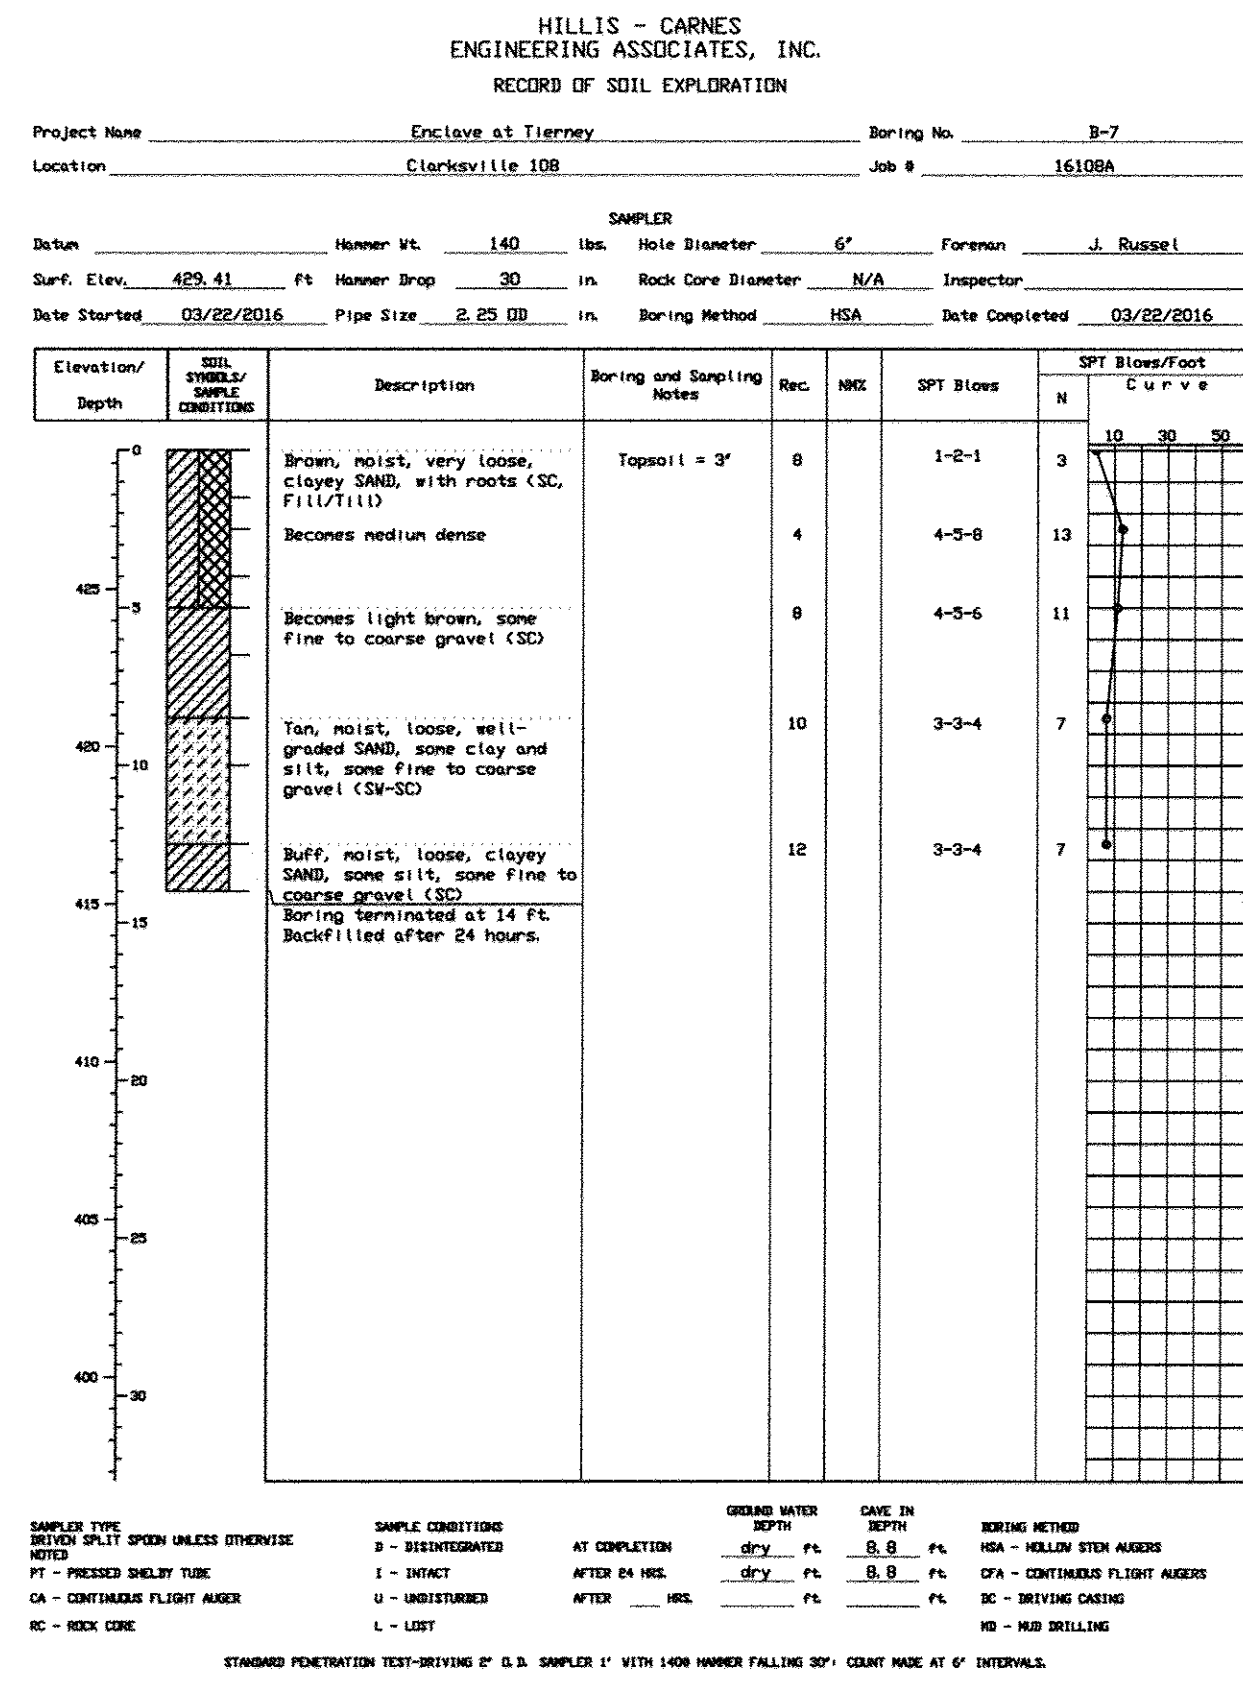 HILLIS - CARNES
ENGINEERING ASSOCIATES, INC.
RECORD OF SOIL EXPLORATION
Project Name Enclave at Tierney Boring No. B-7
Location Clarksville 108 Job # 16108A
SAMPLER
Datum Hammer Wt. 140 lbs. Hole Diameter 6" Foreman J. Russel
Surf. Elev. 429.41 ft Hammer Drop 30 in. Rock Core Diameter N/A Inspector
Date Started 03/22/2016 Pipe Size 2.25 OD in. Boring Method HSA Date Completed 03/22/2016
Elevation/
Depth
SOIL
SYMBOLS/
SAMPLE
CONDITIONS
Description
Boring and Sampling
Notes
Rec.
NM%
SPT Blows
SPT Blows/Foot
Curve
N
10 30 50
0
Brown, moist, very loose,
clayey SAND, with roots (SC,
Fill/Till)
Topsoil = 3"
8
1-2-1
3
Becomes medium dense
4
4-5-8
13
425
5
Becomes light brown, some
fine to coarse gravel (SC)
8
4-5-6
11
Tan, moist, loose, well-
graded SAND, some clay and
silt, some fine to coarse
gravel (SW-SC)
10
3-3-4
7
420
10
Buff, moist, loose, clayey
SAND, some silt, some fine to
coarse gravel (SC)
12
3-3-4
7
415
15
Boring terminated at 14 ft.
Backfilled after 24 hours.
410
20
405
25
400
30
SAMPLER TYPE
DRIVEN SPLIT SPOON UNLESS OTHERWISE
NOTED
PT - PRESSED SHELBY TUBE
CA - CONTINUOUS FLIGHT AUGER
RC - ROCK CORE
SAMPLE CONDITIONS
D - DISINTEGRATED
I - INTACT
U - UNDISTURBED
L - LOST
GROUND WATER
DEPTH
CAVE IN
DEPTH
AT COMPLETION dry ft. 8.8 ft.
AFTER 24 HRS. dry ft. 8.8 ft.
AFTER ___ HRS. ft. ft.
BORING METHOD
HSA - HOLLOW STEM AUGERS
CFA - CONTINUOUS FLIGHT AUGERS
DC - DRIVING CASING
MD - MUD DRILLING
STANDARD PENETRATION TEST-DRIVING 2" O.D. SAMPLER 1' WITH 140# HAMMER FALLING 30"; COUNT MADE AT 6" INTERVALS.